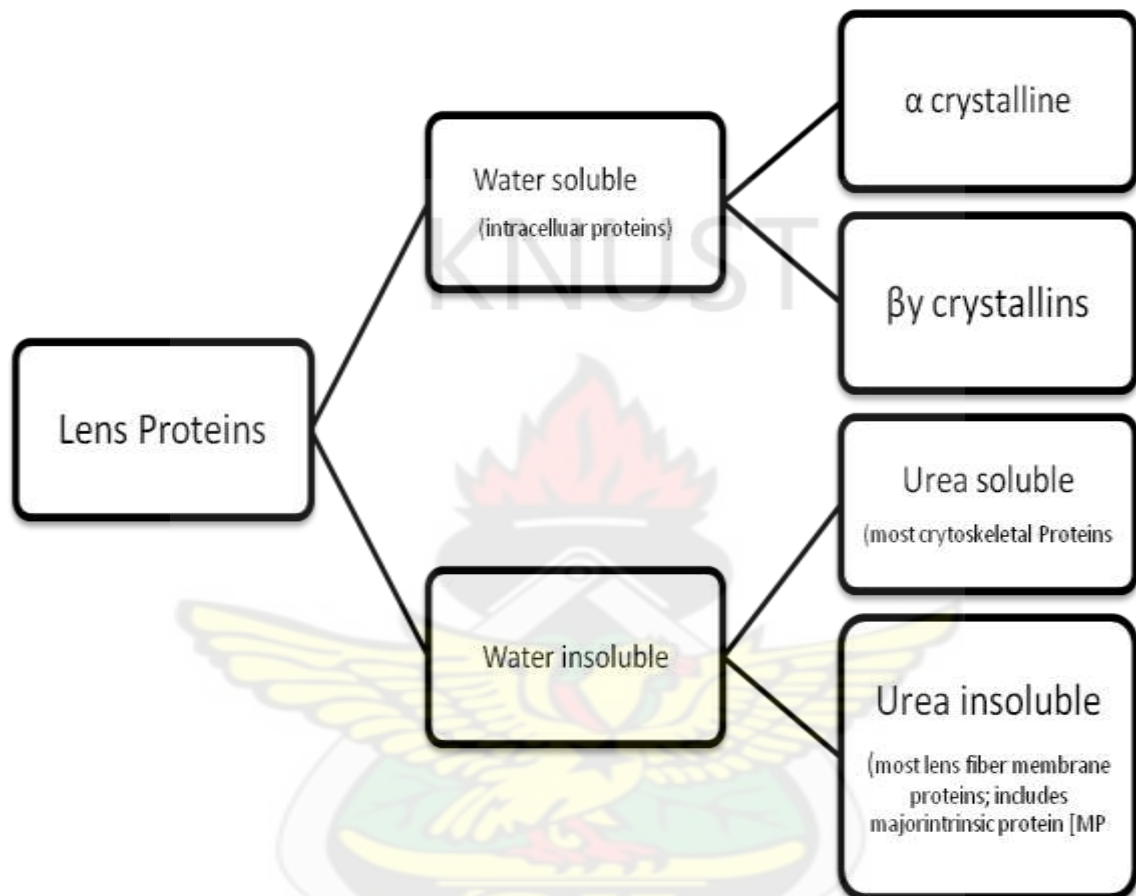 α crystalline
Water soluble
(intracelluar proteins)
KNUST
βγ crystallins
Lens Proteins
Urea soluble
(most crytoskeletal Proteins
Water insoluble
Urea insoluble
(most lens fiber membrane
proteins; includes
majorintrinsic protein [MP